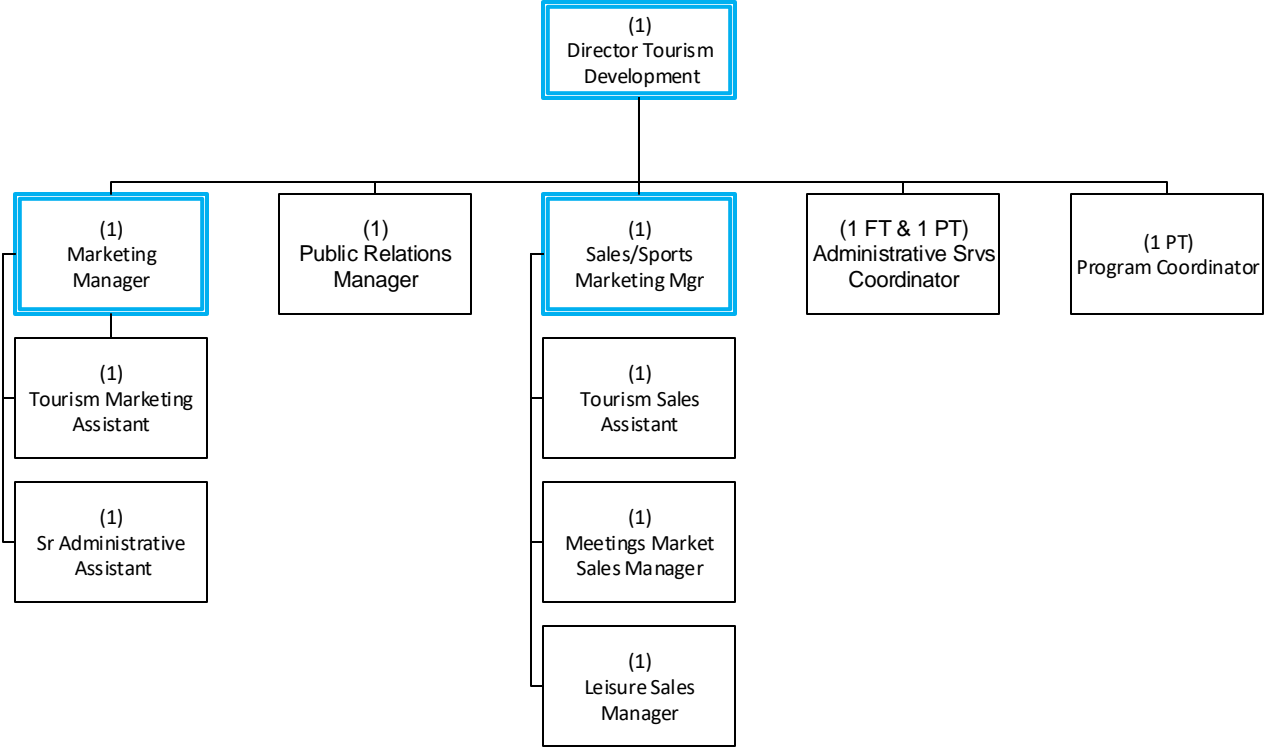 (1)
Director Tourism
Development
(1)
Marketing
Manager
(1)
Public Relations
Manager
(1)
Sales/Sports
Marketing Mgr
(1 FT & 1 PT)
Administrative Srvs
Coordinator
(1 PT)
Program Coordinator
(1)
Tourism Marketing
Assistant
(1)
Tourism Sales
Assistant
(1)
Sr Administrative
Assistant
(1)
Meetings Market
Sales Manager
(1)
Leisure Sales
Manager